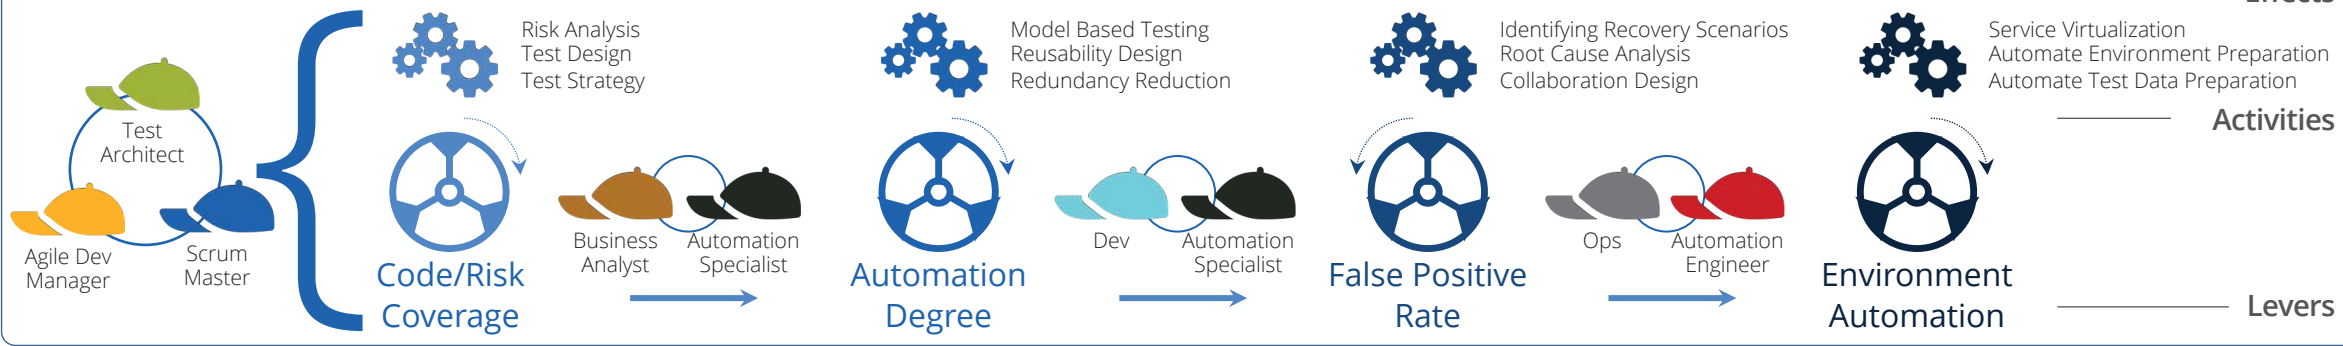 Effects
Risk Analysis
Test Design
Test Strategy
Model Based Testing
Reusability Design
Redundancy Reduction
Identifying Recovery Scenarios
Root Cause Analysis
Collaboration Design
Service Virtualization
Automate Environment Preparation
Automate Test Data Preparation
Activities
Test
Architect
Agile Dev
Manager
Scrum
Master
Code/Risk
Coverage
Business
Analyst
Automation
Specialist
Automation
Degree
Dev
Automation
Specialist
False Positive
Rate
Ops
Automation
Engineer
Environment
Automation
Levers